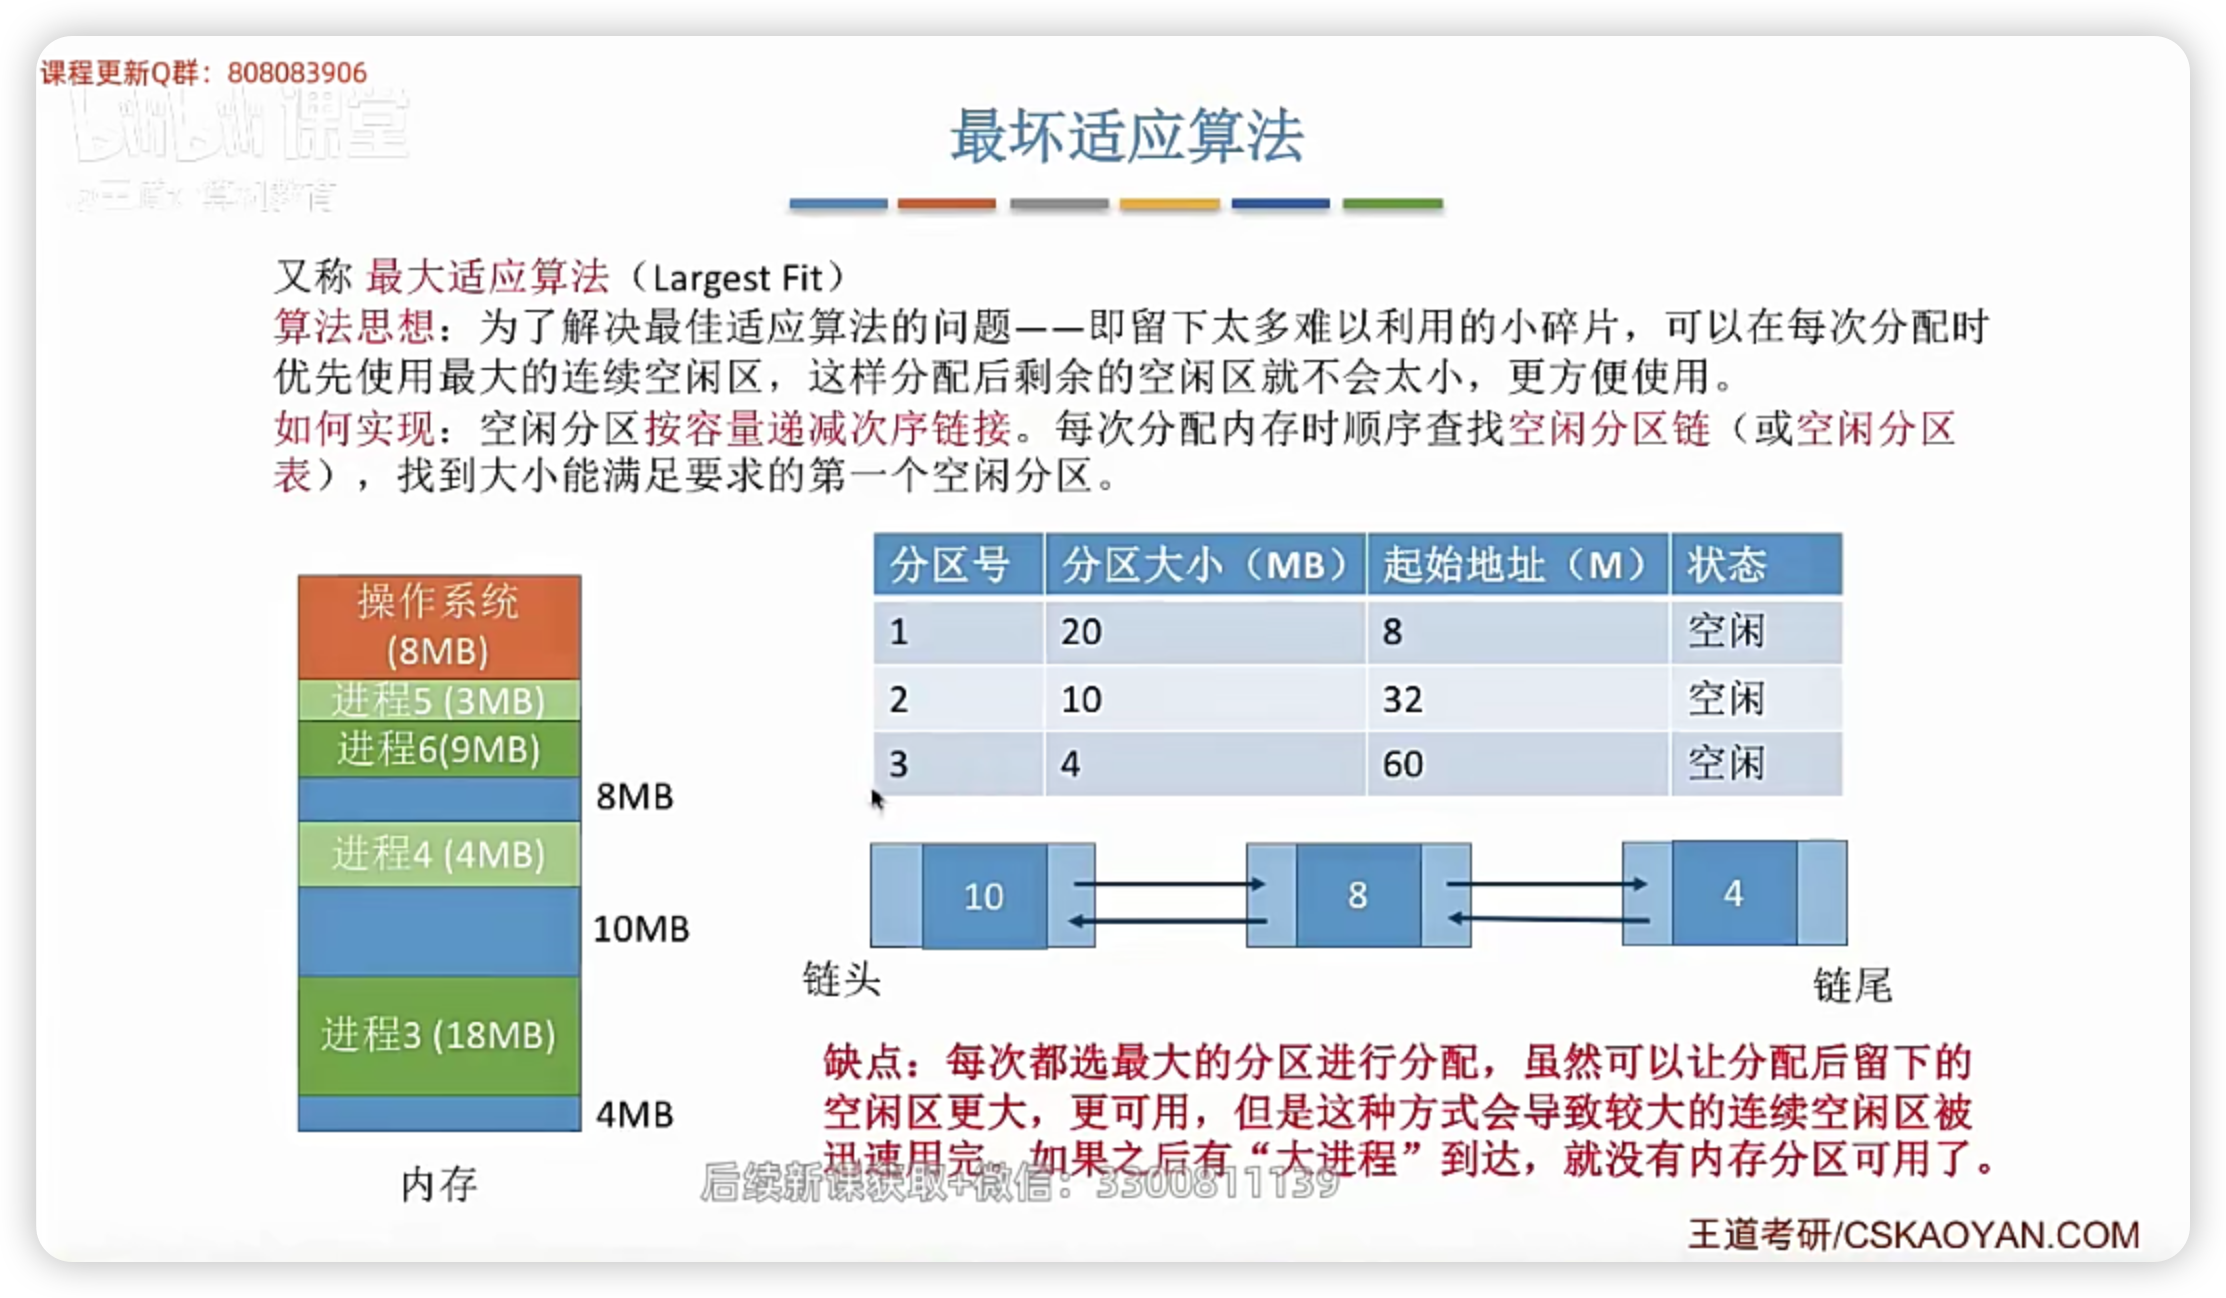 课程更新Q群：808083906
bilibili课堂
最坏适应算法
又称 最大适应算法（Largest Fit）
算法思想：为了解决最佳适应算法的问题——即留下太多难以利用的小碎片，可以在每次分配时
优先使用最大的连续空闲区，这样分配后剩余的空闲区就不会太小，更方便使用。
如何实现：空闲分区按容量递减次序链接。每次分配内存时顺序查找空闲分区链（或空闲分区
表），找到大小能满足要求的第一个空闲分区。
操作系统
(8MB)
进程5 (3MB)
进程6(9MB)
8MB
进程4 (4MB)
10MB
进程3 (18MB)
4MB
内存
分区号 分区大小（MB） 起始地址（M） 状态
1 20 8 空闲
2 10 32 空闲
3 4 60 空闲
10 8 4
链头 链尾
缺点：每次都选最大的分区进行分配，虽然可以让分配后留下的
空闲区更大，更可用，但是这种方式会导致较大的连续空闲区被
迅速用完。如果之后有“大进程”到达，就没有内存分区可用了。
后续新课获取+微信：3300811139
王道考研/CSKAOYAN.COM